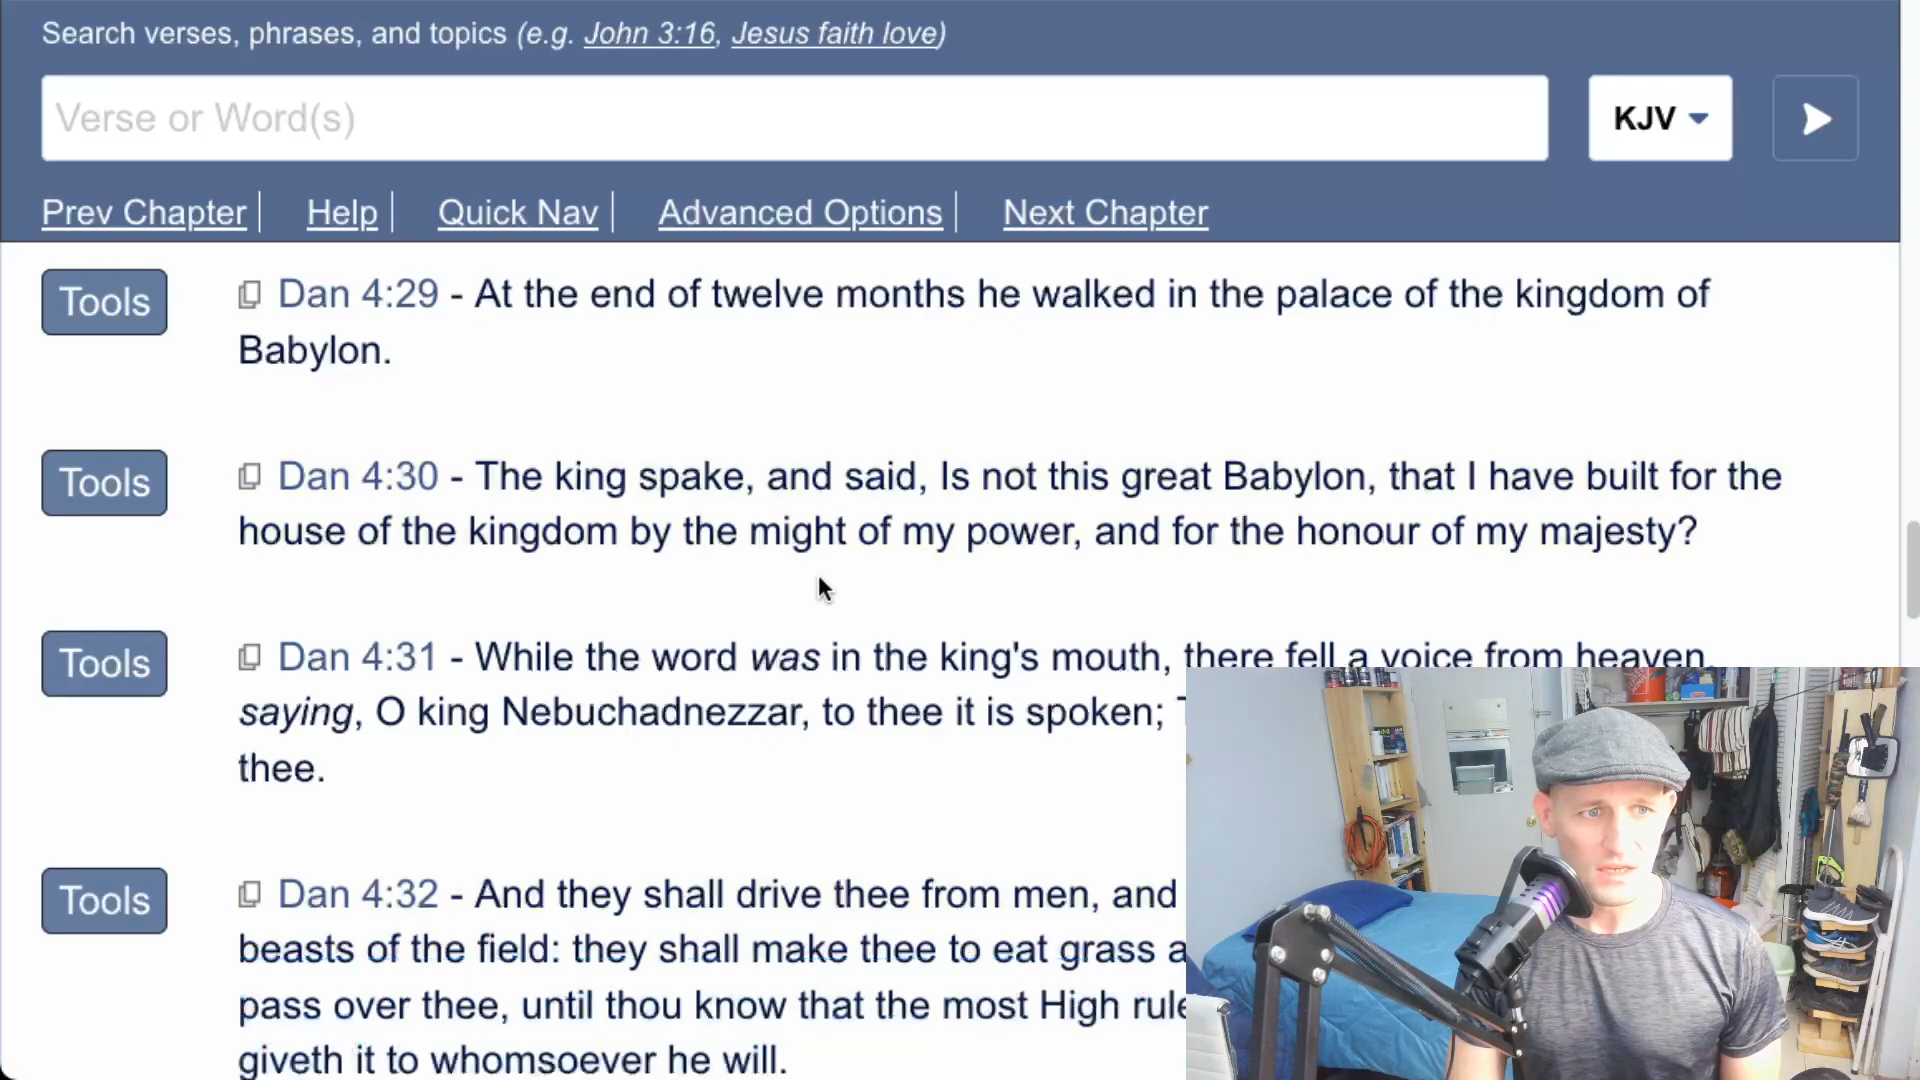 Search verses, phrases, and topics (e.g. John 3:16, Jesus faith love)
Verse or Word(s)
KJV
Prev Chapter
Help
Quick Nav
Advanced Options
Next Chapter
Tools
Dan 4:29 - At the end of twelve months he walked in the palace of the kingdom of
Babylon.
Tools
Dan 4:30 - The king spake, and said, Is not this great Babylon, that I have built for the
house of the kingdom by the might of my power, and for the honour of my majesty?
Tools
Dan 4:31 - While the word was in the king's mouth, there fell a voice from heaven,
saying, O king Nebuchadnezzar, to thee it is spoken;
thee.
Tools
Dan 4:32 - And they shall drive thee from men, and
beasts of the field: they shall make thee to eat grass a
pass over thee, until thou know that the most High rule
giveth it to whomsoever he will.